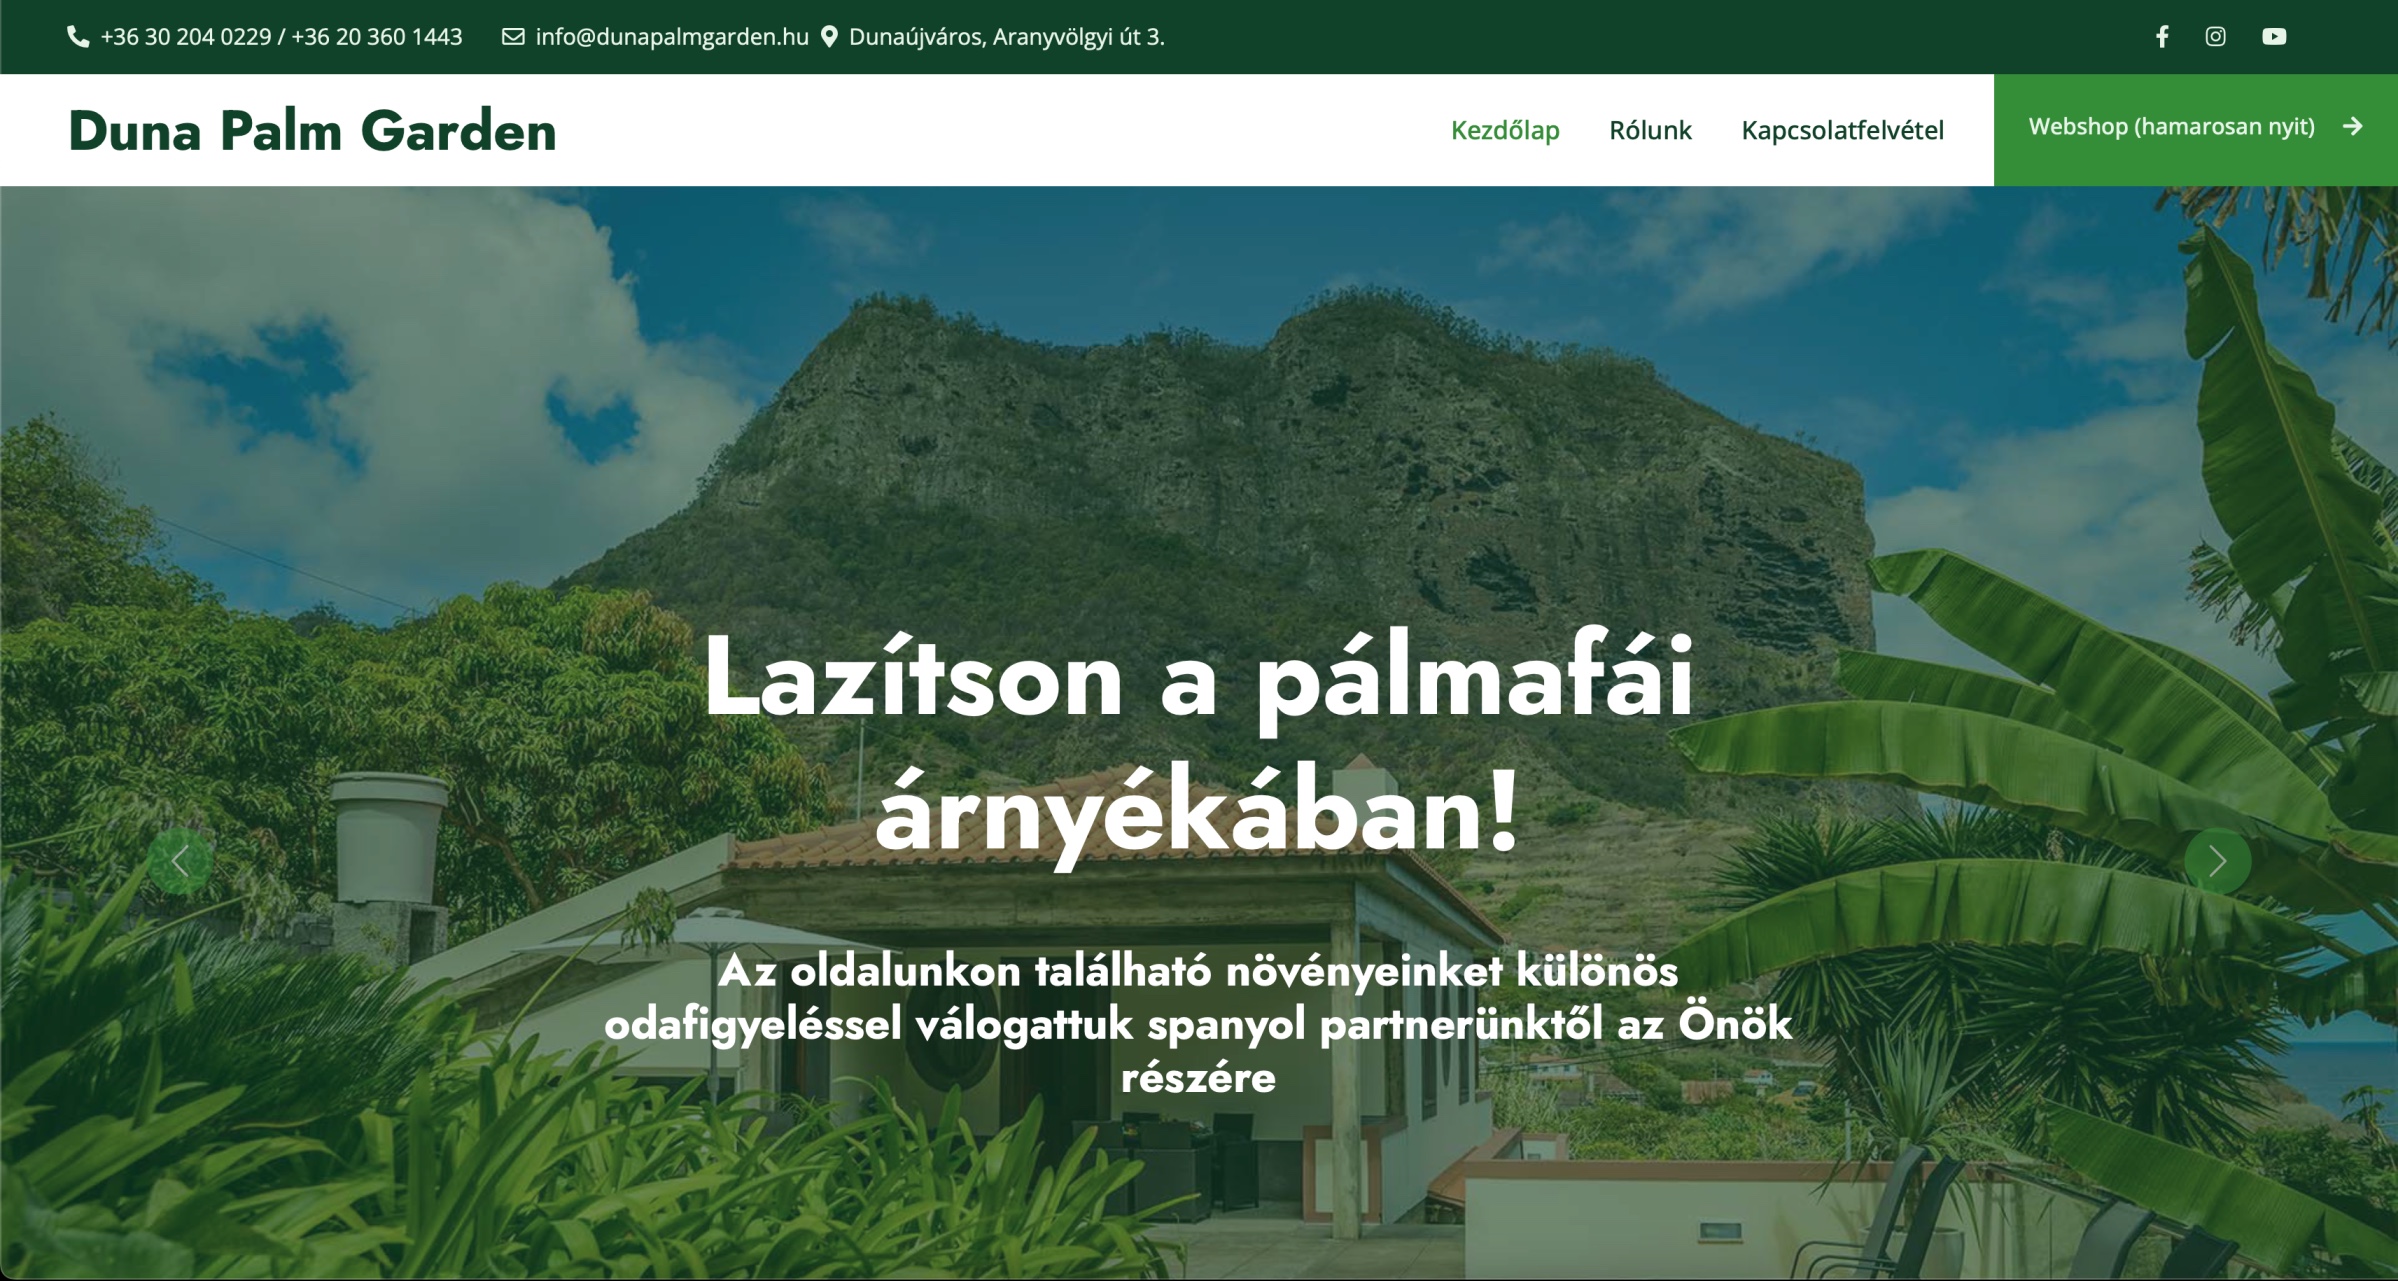 +36 30 204 0229 / +36 20 360 1443 info@dunapalmgarden.hu Dunaújváros, Aranyvölgyi út 3.
Duna Palm Garden
Kezdőlap Rólunk Kapcsolatfelvétel Webshop (hamarosan nyit)
Lazítson a pálmafái
árnyékában!
Az oldalunkon található növényeinket különös
odafigyeléssel válogattuk spanyol partnerünktől az Önök
részére